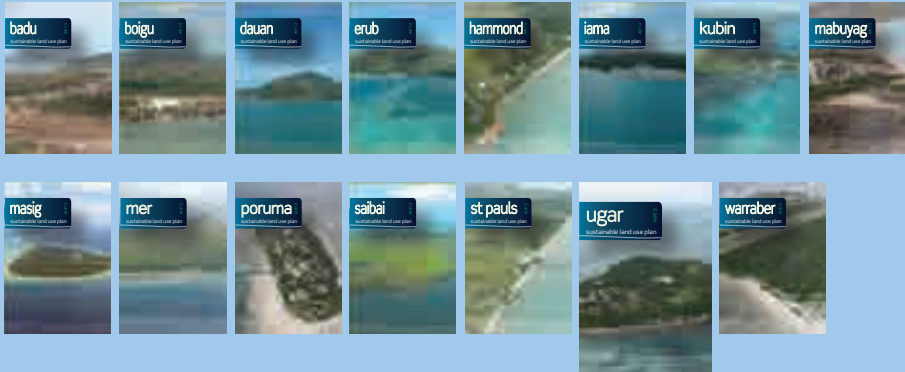 badu
sustainable land use plan
boigu
sustainable land use plan
dauan
sustainable land use plan
erub
sustainable land use plan
hammond
sustainable land use plan
iama
sustainable land use plan
kubin
sustainable land use plan
mabuyag
sustainable land use plan
masig
sustainable land use plan
mer
sustainable land use plan
poruma
sustainable land use plan
saibai
sustainable land use plan
st pauls
sustainable land use plan
ugar
sustainable land use plan
warraber
sustainable land use plan